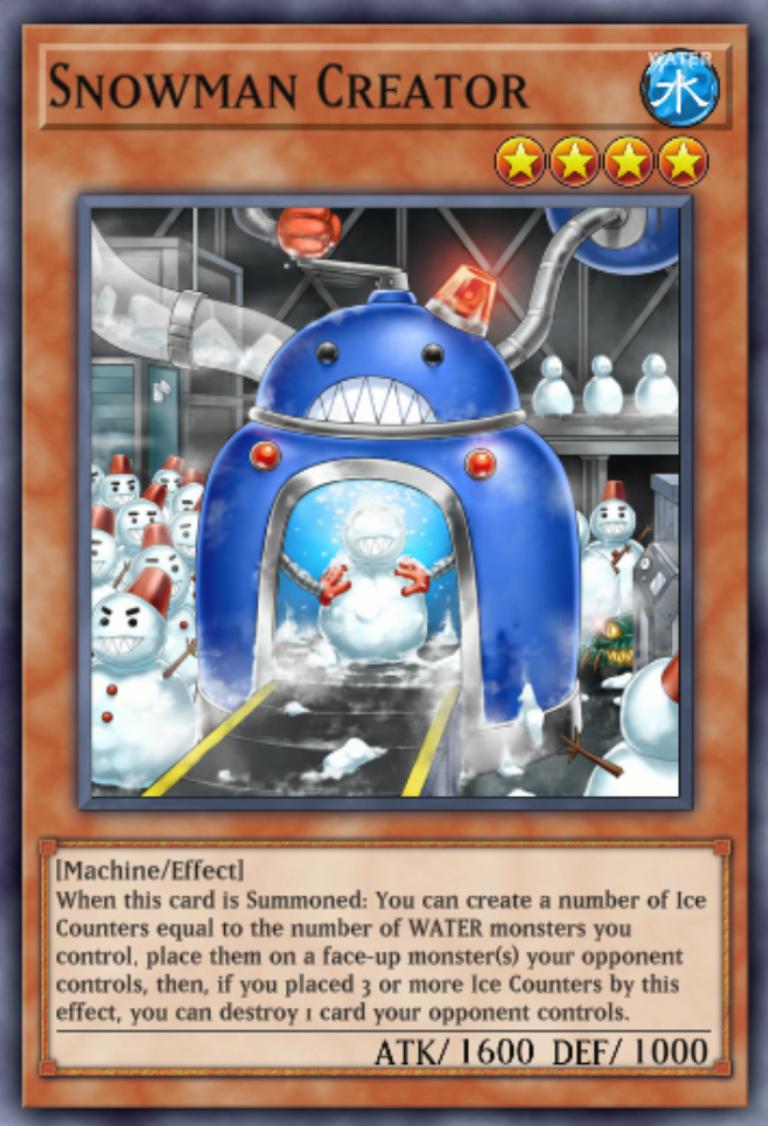 Snowman Creator
WATER
水
[Machine/Effect]
When this card is Summoned: You can create a number of Ice
Counters equal to the number of WATER monsters you
control, place them on a face-up monster(s) your opponent
controls, then, if you placed 3 or more Ice Counters by this
effect, you can destroy 1 card your opponent controls.
ATK/ 1600 DEF/ 1000